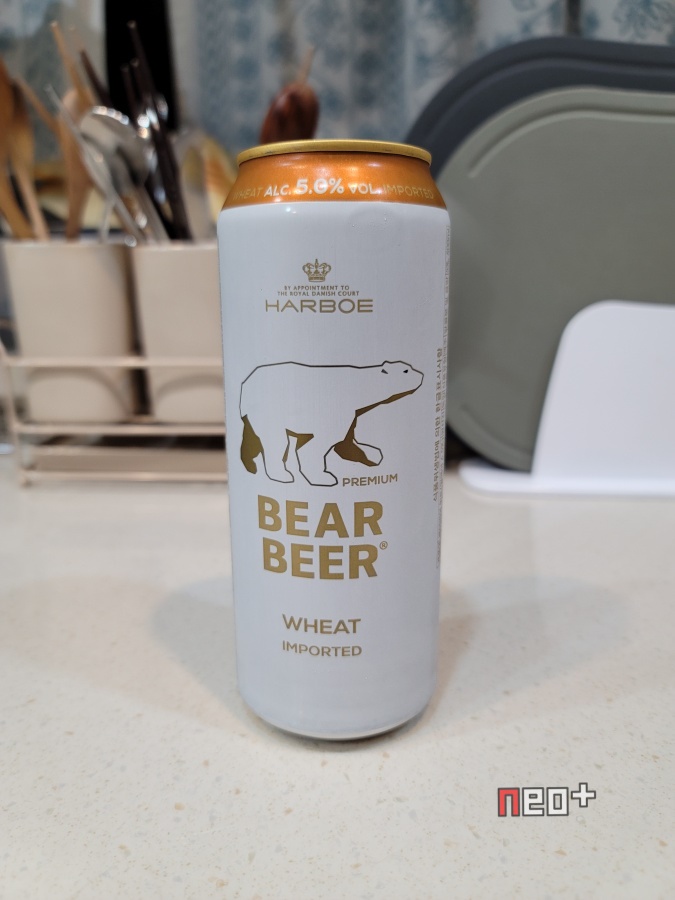 WHEAT ALC. 5.0% VOL. IMPORTED
BY APPOINTMENT TO
THE ROYAL DANISH COURT
HARBOE
PREMIUM
BEAR
BEER®
WHEAT
IMPORTED
neo+